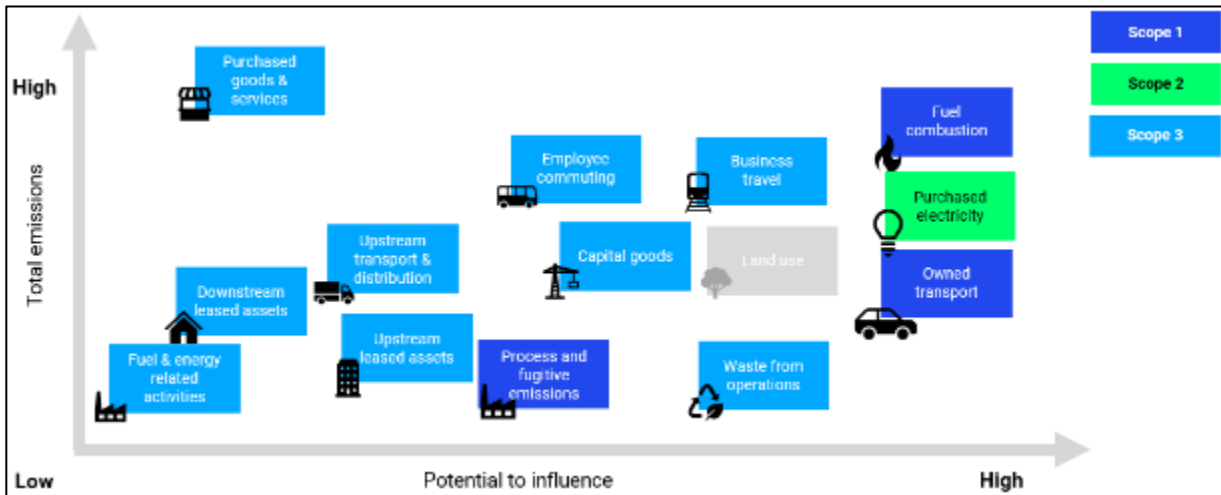 High
Total emissions
Low
Potential to influence
High
Purchased
goods &
services
Employee
commuting
Business
travel
Fuel
combustion
Purchased
electricity
Owned
transport
Upstream
transport &
distribution
Capital goods
Land use
Downstream
leased assets
Upstream
leased assets
Process and
fugitive
emissions
Waste from
operations
Fuel & energy
related
activities
Scope 1
Scope 2
Scope 3